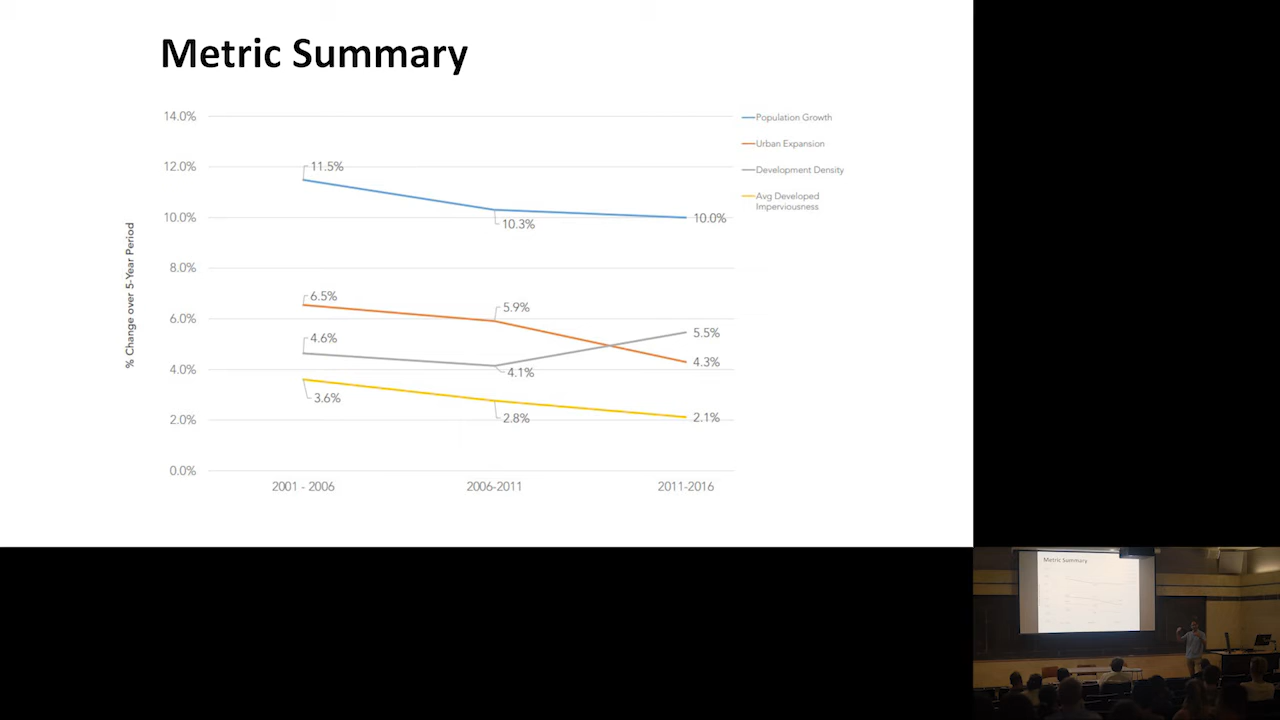 Metric Summary
14.0%
12.0%
10.0%
8.0%
6.0%
4.0%
2.0%
0.0%
% Change over 5-Year Period
11.5%
10.3%
10.0%
6.5%
5.9%
4.3%
4.6%
4.1%
5.5%
3.6%
2.8%
2.1%
2001 - 2006
2006-2011
2011-2016
Population Growth
Urban Expansion
Development Density
Avg Developed
Imperviousness
Metric Summary